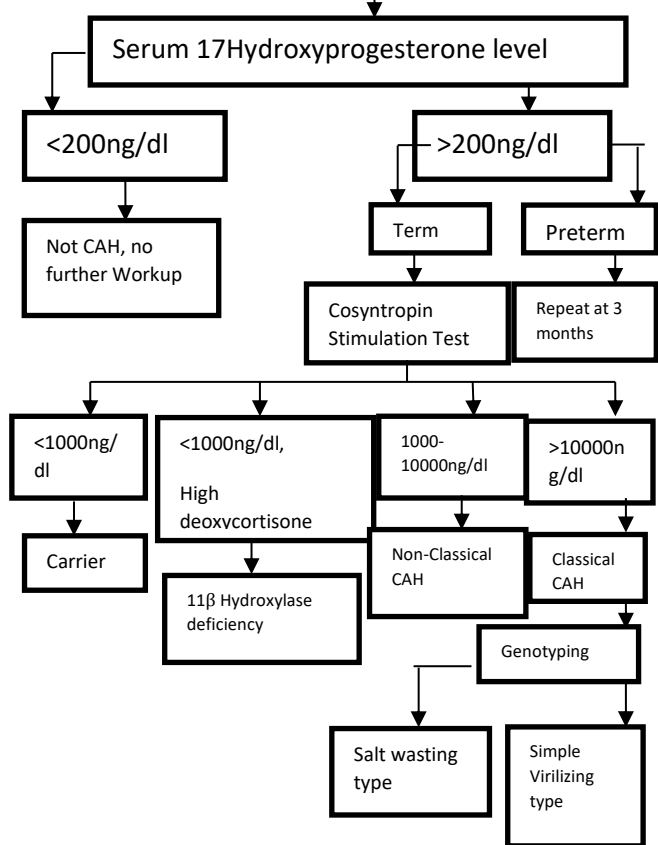 Serum 17Hydroxyprogesterone level
<200ng/dl
>200ng/dl
Not CAH, no
further Workup
Term
Preterm
Cosyntropin
Stimulation Test
Repeat at 3
months
<1000ng/
dl
<1000ng/dl,
High
deoxycortisone
1000-
10000ng/dl
>10000n
g/dl
Carrier
11β Hydroxylase
deficiency
Non-Classical
CAH
Classical
CAH
Genotyping
Salt wasting
type
Simple
Virilizing
type